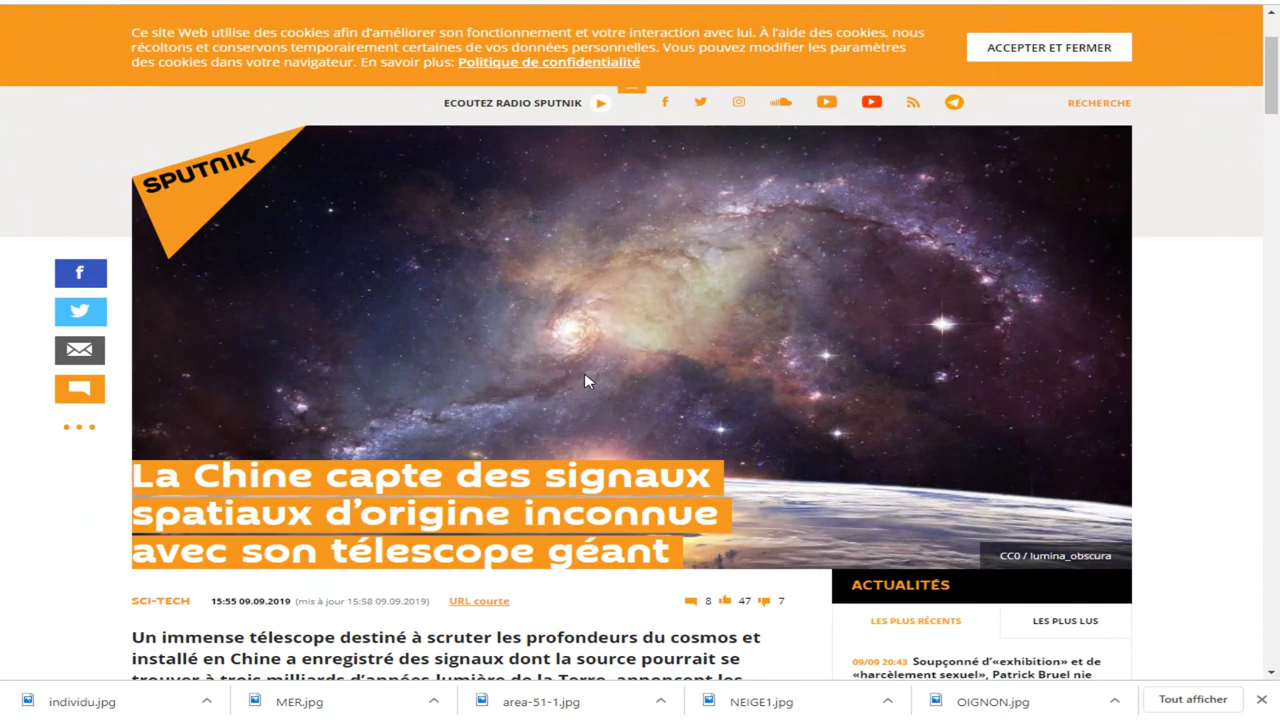 Ce site Web utilise des cookies afin d’améliorer son fonctionnement et votre interaction avec lui. À l’aide des cookies, nous
récoltons et conservons temporairement certaines de vos données personnelles. Vous pouvez modifier les paramètres
des cookies dans votre navigateur. En savoir plus: Politique de confidentialité
ACCEPTER ET FERMER
ECOUTEZ RADIO SPUTNIK
RECHERCHE
SPUTNIK
La Chine capte des signaux
spatiaux d’origine inconnue
avec son télescope géant
CC0 / lumina_obscura
SCI-TECH 15:55 09.09.2019 (mis à jour 15:58 09.09.2019) URL courte 8 47 7
Un immense télescope destiné à scruter les profondeurs du cosmos et
installé en Chine a enregistré des signaux dont la source pourrait se
trouver à trois milliards d’années-lumière de la Terre, annoncent les
ACTUALITÉS
LES PLUS RÉCENTS LES PLUS LUS
09/09 20:43 Soupçonné d’«exhibition» et de
«harcèlement sexuel», Patrick Bruel nie
individu.jpg MER.jpg area-51-1.jpg NEIGE1.jpg OIGNON.jpg Tout afficher